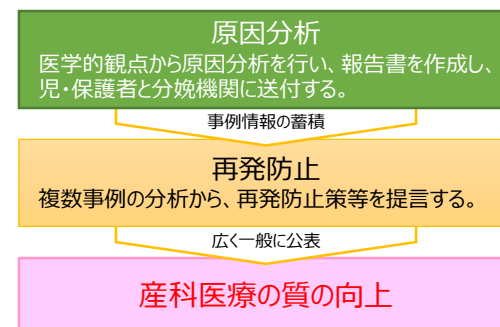 原因分析
医学的観点から原因分析を行い、報告書を作成し、
児・保護者と分娩機関に送付する。
事例情報の蓄積
再発防止
複数事例の分析から、再発防止策等を提言する。
広く一般に公表
産科医療の質の向上